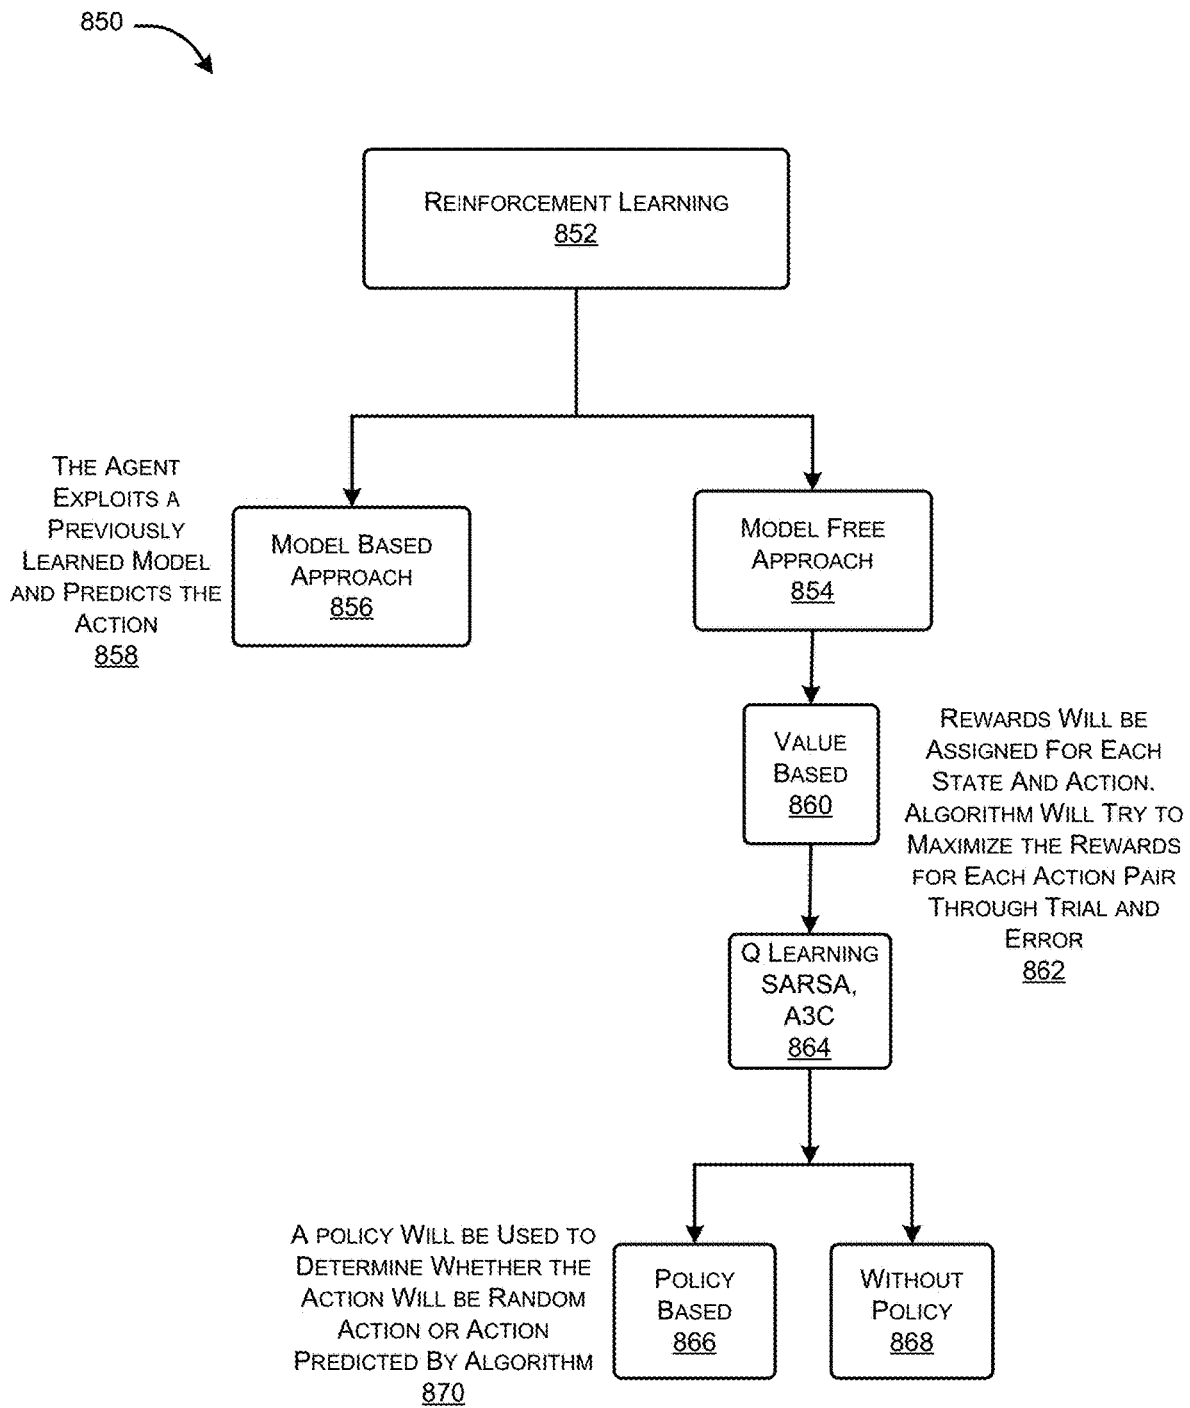 850
REINFORCEMENT LEARNING
852
THE AGENT
EXPLOITS A
PREVIOUSLY
LEARNED MODEL
AND PREDICTS THE
ACTION
858
MODEL BASED
APPROACH
856
MODEL FREE
APPROACH
854
VALUE
BASED
860
REWARDS WILL BE
ASSIGNED FOR EACH
STATE AND ACTION.
ALGORITHM WILL TRY TO
MAXIMIZE THE REWARDS
FOR EACH ACTION PAIR
THROUGH TRIAL AND
ERROR
862
Q LEARNING
SARSA,
A3C
864
A POLICY WILL BE USED TO
DETERMINE WHETHER THE
ACTION WILL BE RANDOM
ACTION OR ACTION
PREDICTED BY ALGORITHM
870
POLICY
BASED
866
WITHOUT
POLICY
868